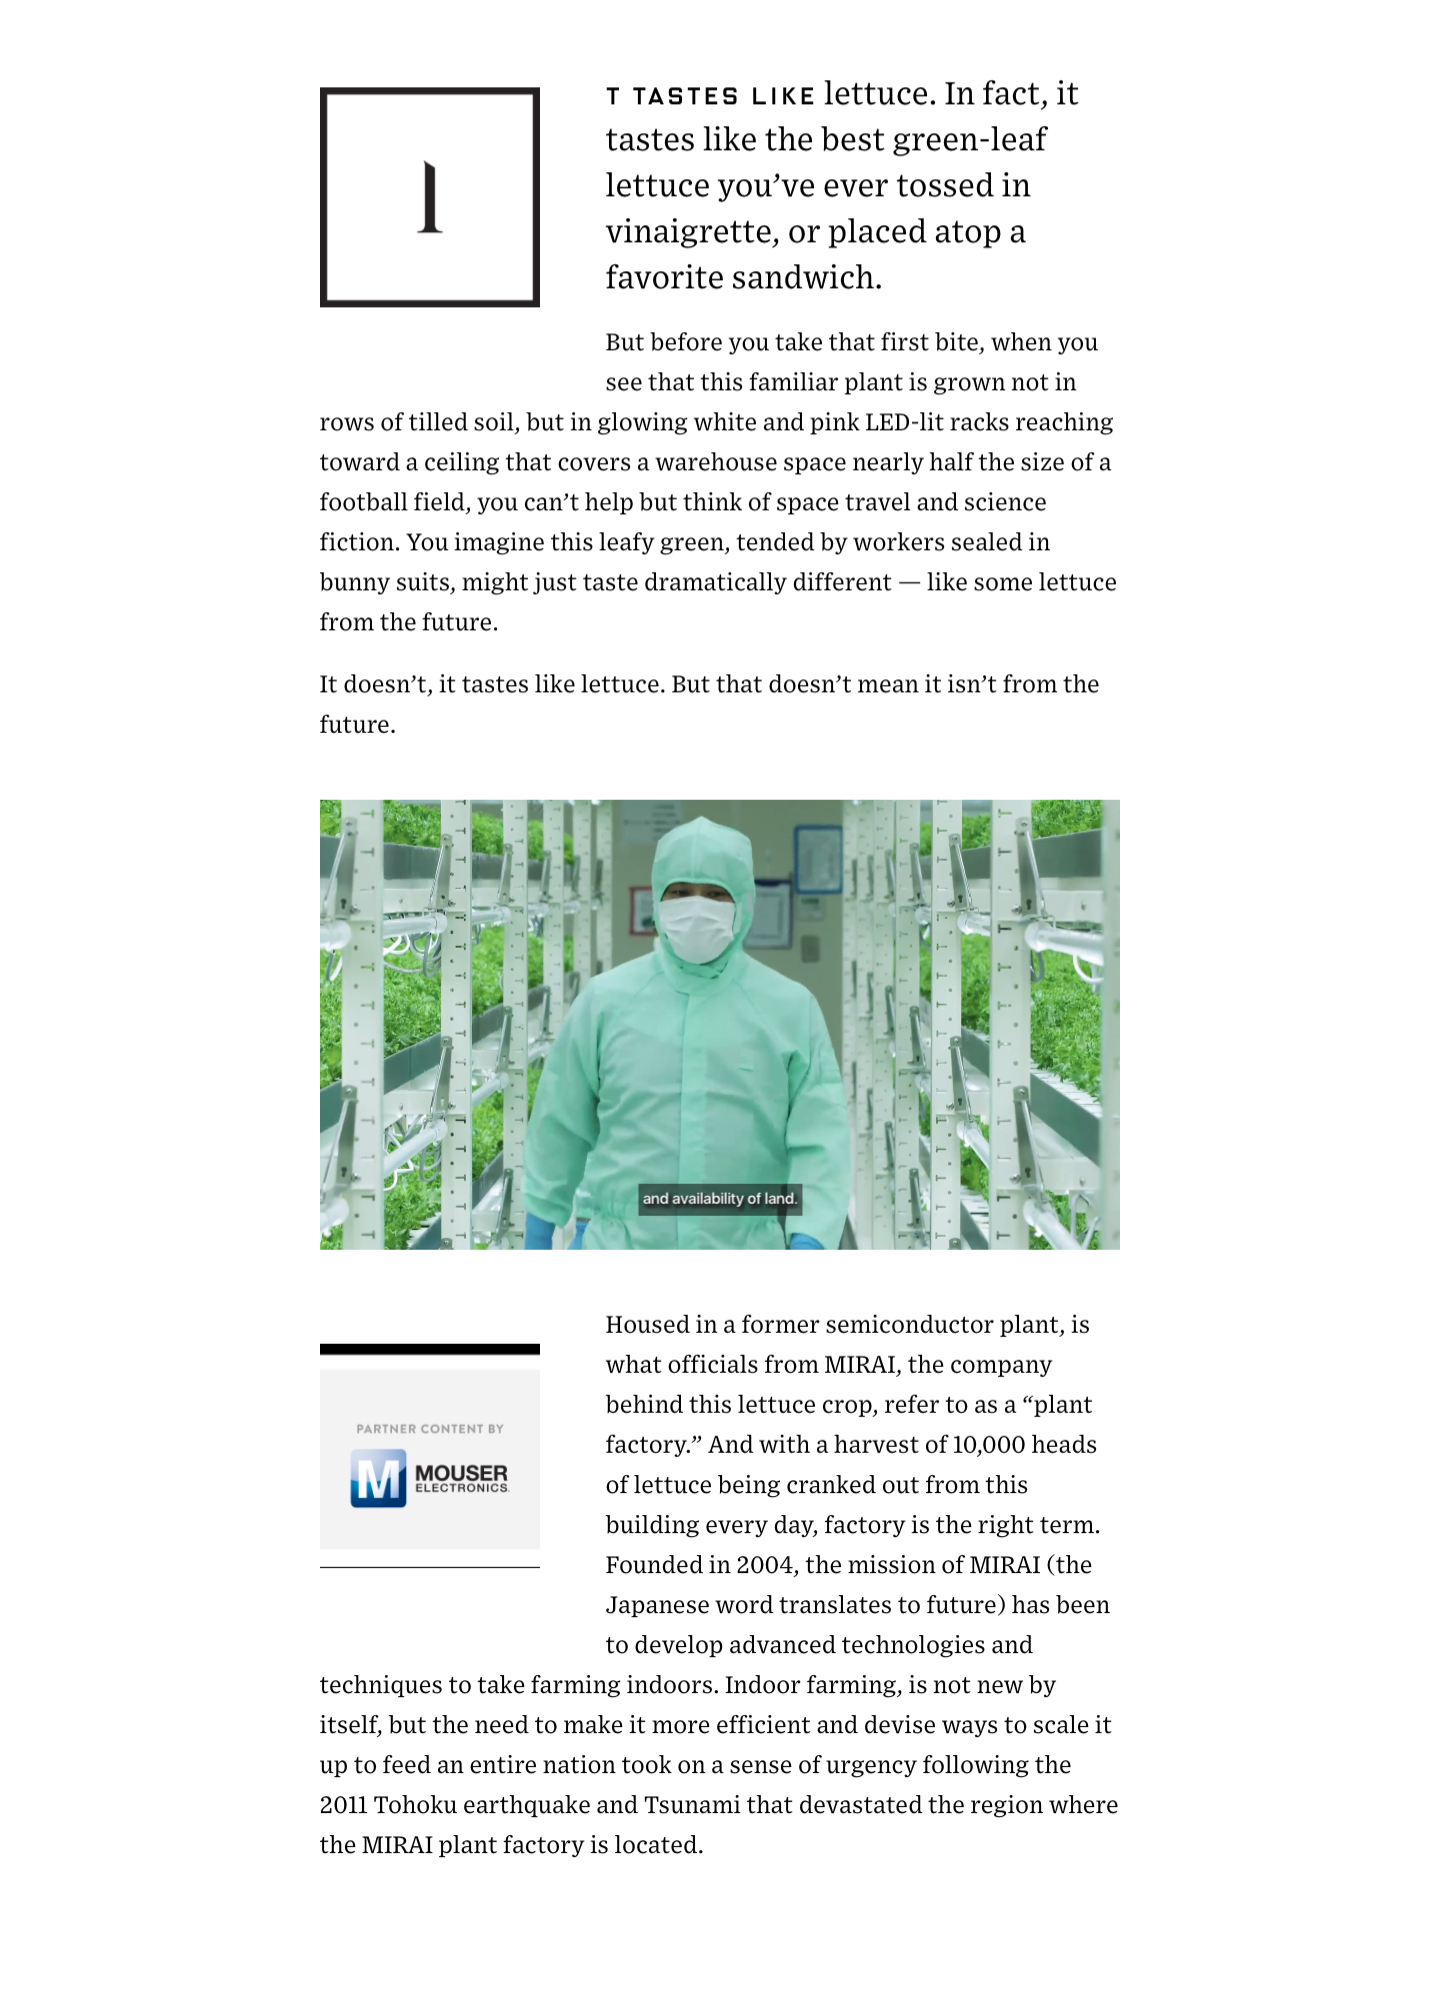 I
T TASTES LIKE lettuce. In fact, it
tastes like the best green-leaf
lettuce you’ve ever tossed in
vinaigrette, or placed atop a
favorite sandwich.
But before you take that first bite, when you
see that this familiar plant is grown not in
rows of tilled soil, but in glowing white and pink LED-lit racks reaching
toward a ceiling that covers a warehouse space nearly half the size of a
football field, you can’t help but think of space travel and science
fiction. You imagine this leafy green, tended by workers sealed in
bunny suits, might just taste dramatically different — like some lettuce
from the future.
It doesn’t, it tastes like lettuce. But that doesn’t mean it isn’t from the
future.
and availability of land.
PARTNER CONTENT BY
M MOUSER
ELECTRONICS.
Housed in a former semiconductor plant, is
what officials from MIRAI, the company
behind this lettuce crop, refer to as a “plant
factory.” And with a harvest of 10,000 heads
of lettuce being cranked out from this
building every day, factory is the right term.
Founded in 2004, the mission of MIRAI (the
Japanese word translates to future) has been
to develop advanced technologies and
techniques to take farming indoors. Indoor farming, is not new by
itself, but the need to make it more efficient and devise ways to scale it
up to feed an entire nation took on a sense of urgency following the
2011 Tohoku earthquake and Tsunami that devastated the region where
the MIRAI plant factory is located.